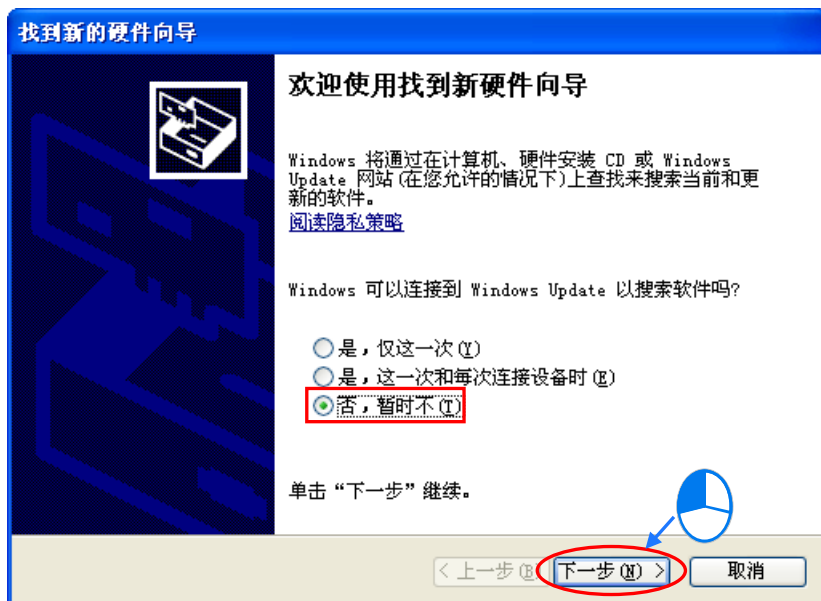 找到新的硬件向导
欢迎使用找到新硬件向导
Windows 将通过在计算机、硬件安装 CD 或 Windows
Update 网站(在您允许的情况下)上查找来搜索当前和更
新的软件。
阅读隐私策略
Windows 可以连接到 Windows Update 以搜索软件吗?
是，仅这一次(Y)
是，这一次和每次连接设备时(E)
否，暂时不(T)
单击“下一步”继续。
< 上一步(B) 下一步(N) > 取消